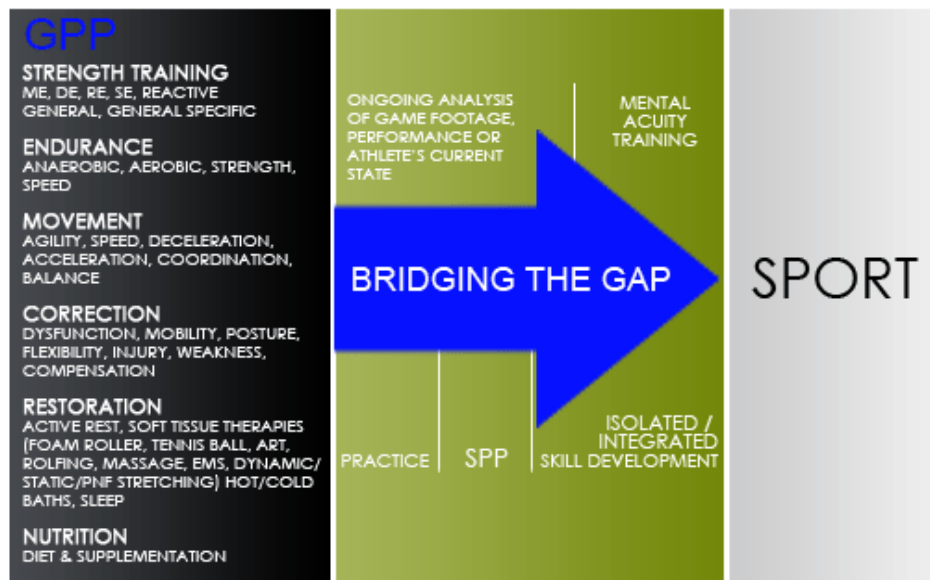 GPP
STRENGTH TRAINING
ME, DE, RE, SE, REACTIVE
GENERAL, GENERAL SPECIFIC
ENDURANCE
ANAEROBIC, AEROBIC, STRENGTH,
SPEED
MOVEMENT
AGILITY, SPEED, DECELERATION,
ACCELERATION, COORDINATION,
BALANCE
CORRECTION
DYSFUNCTION, MOBILITY, POSTURE,
FLEXIBILITY, INJURY, WEAKNESS,
COMPENSATION
RESTORATION
ACTIVE REST, SOFT TISSUE THERAPIES
(FOAM ROLLER, TENNIS BALL, ART,
ROLFING, MASSAGE, EMS, DYNAMIC/
STATIC/PNF STRETCHING) HOT/COLD
BATHS, SLEEP
NUTRITION
DIET & SUPPLEMENTATION
ONGOING ANALYSIS
OF GAME FOOTAGE,
PERFORMANCE OR
ATHLETE'S CURRENT
STATE
MENTAL
ACUITY
TRAINING
BRIDGING THE GAP
PRACTICE
SPP
ISOLATED /
INTEGRATED
SKILL DEVELOPMENT
SPORT